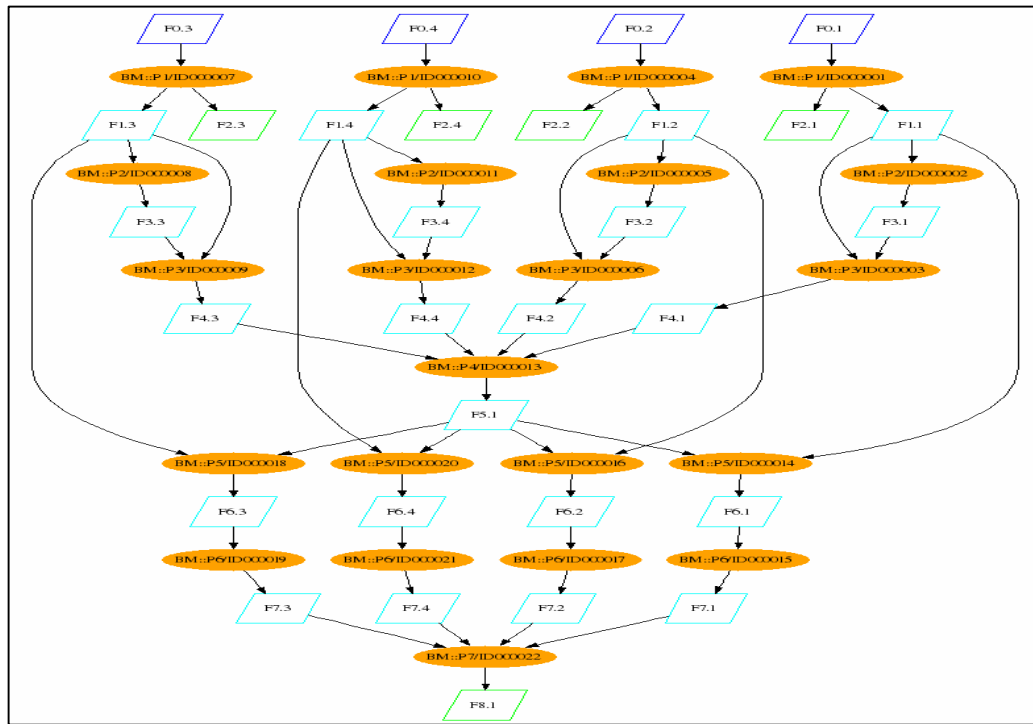 F0.3
F0.4
F0.2
F0.1
BM::P1/ID000007
BM::P1/ID000010
BM::P1/ID000004
BM::P1/ID000001
F1.3
F2.3
F1.4
F2.4
F2.2
F1.2
F2.1
F1.1
BM::P2/ID000008
BM::P2/ID000011
BM::P2/ID000005
BM::P2/ID000002
F3.3
F3.4
F3.2
F3.1
BM::P3/ID000009
BM::P3/ID000012
BM::P3/ID000006
BM::P3/ID000003
F4.3
F4.4
F4.2
F4.1
BM::P4/ID000013
F5.1
BM::P5/ID000018
BM::P5/ID000020
BM::P5/ID000016
BM::P5/ID000014
F6.3
F6.4
F6.2
F6.1
BM::P6/ID000019
BM::P6/ID000021
BM::P6/ID000017
BM::P6/ID000015
F7.3
F7.4
F7.2
F7.1
BM::P7/ID000022
F8.1